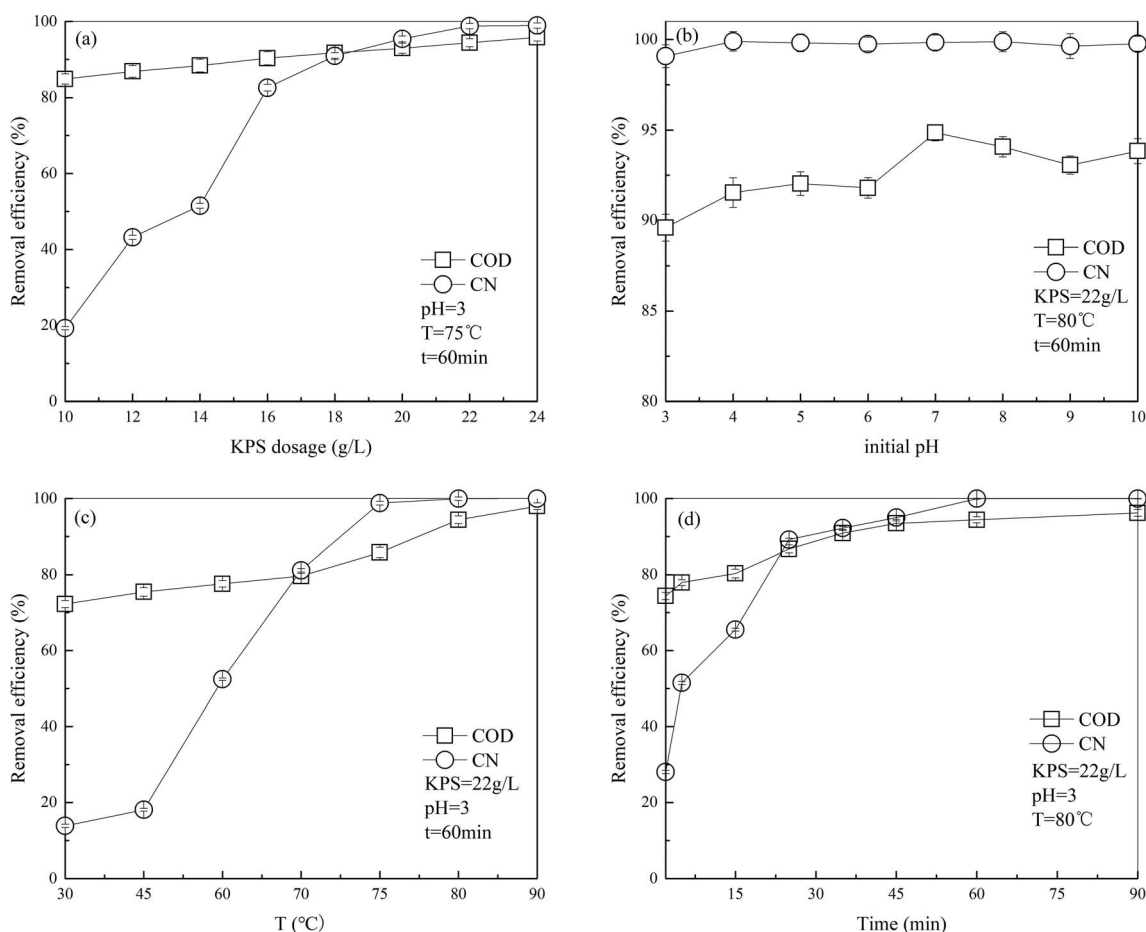 (a)
Removal efficiency (%)
100
80
60
40
20
0
COD
CN
pH=3
T=75℃
t=60min
10 12 14 16 18 20 22 24
KPS dosage (g/L)
(b)
Removal efficiency (%)
100
95
90
85
80
COD
CN
KPS=22g/L
T=80℃
t=60min
3 4 5 6 7 8 9 10
initial pH
(c)
Removal efficiency (%)
100
80
60
40
20
0
COD
CN
KPS=22g/L
pH=3
t=60min
30 45 60 70 75 80 90
T (℃)
(d)
Removal efficiency (%)
100
80
60
40
20
0
COD
CN
KPS=22g/L
pH=3
T=80℃
15 30 45 60 90
Time (min)